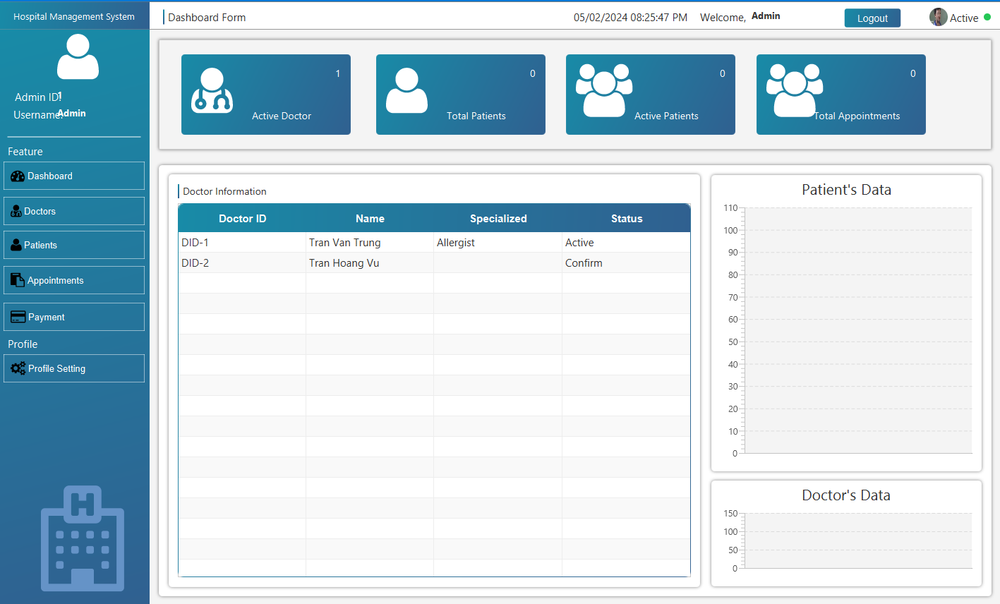 Hospital Management System
Dashboard Form
05/02/2024 08:25:47 PM
Welcome, Admin
Logout
Active
Admin ID: 1
Username: Admin
Feature
Dashboard
Doctors
Patients
Appointments
Payment
Profile
Profile Setting
H
1
Active Doctor
0
Total Patients
0
Active Patients
0
Total Appointments
Doctor Information
Doctor ID Name Specialized Status
DID-1 Tran Van Trung Allergist Active
DID-2 Tran Hoang Vu Confirm
Patient's Data
110
100
90
80
70
60
50
40
30
20
10
0
Doctor's Data
150
100
50
0